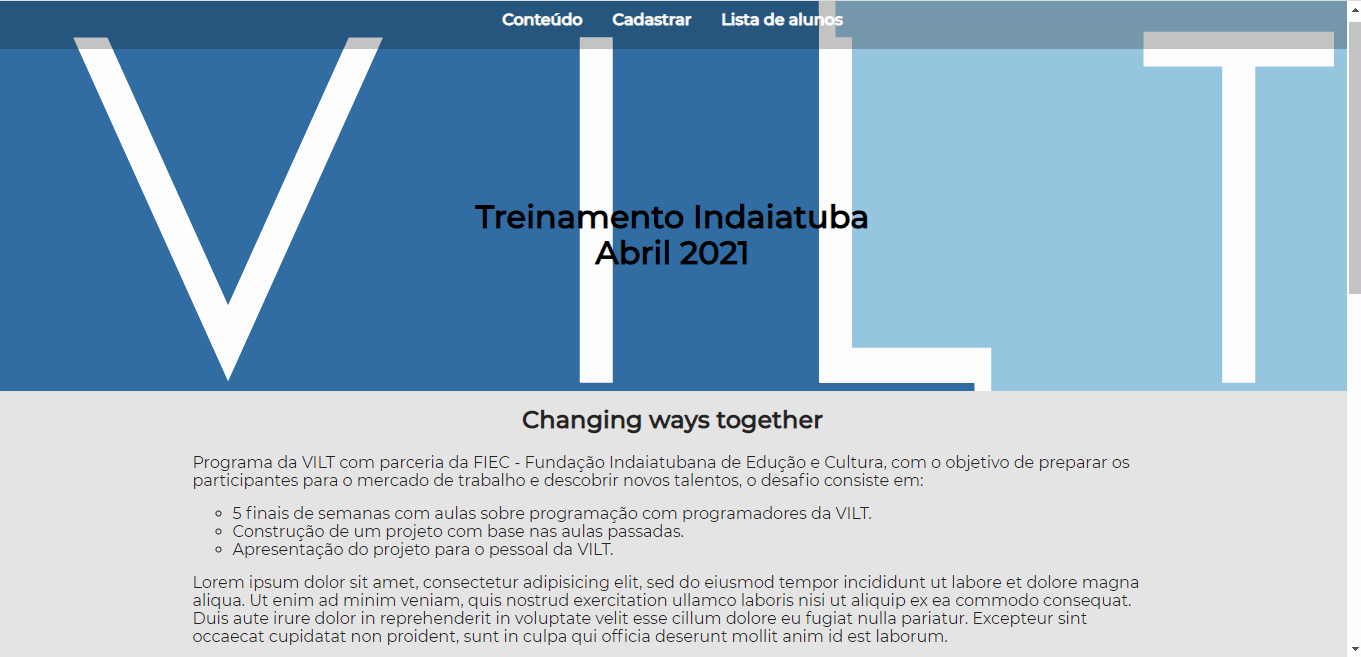 Conteúdo Cadastrar Lista de alunos
VILT
Treinamento Indaiatuba
Abril 2021
Changing ways together
Programa da VILT com parceria da FIEC - Fundação Indaiatubana de Edução e Cultura, com o objetivo de preparar os
participantes para o mercado de trabalho e descobrir novos talentos, o desafio consiste em:
5 finais de semanas com aulas sobre programação com programadores da VILT.
Construção de um projeto com base nas aulas passadas.
Apresentação do projeto para o pessoal da VILT.
Lorem ipsum dolor sit amet, consectetur adipisicing elit, sed do eiusmod tempor incididunt ut labore et dolore magna
aliqua. Ut enim ad minim veniam, quis nostrud exercitation ullamco laboris nisi ut aliquip ex ea commodo consequat.
Duis aute irure dolor in reprehenderit in voluptate velit esse cillum dolore eu fugiat nulla pariatur. Excepteur sint
occaecat cupidatat non proident, sunt in culpa qui officia deserunt mollit anim id est laborum.